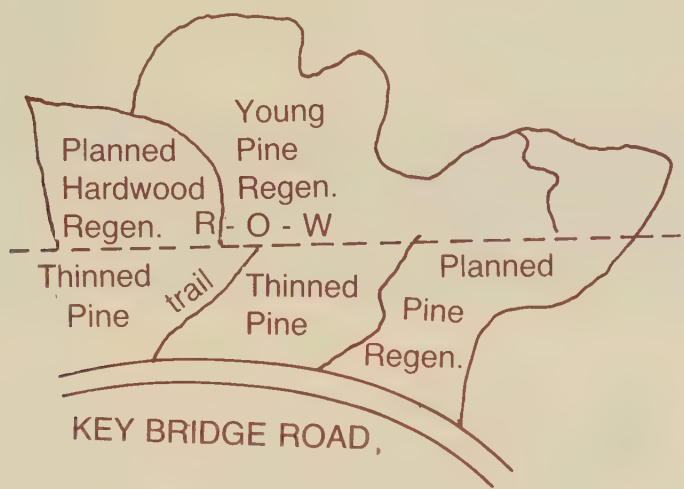 Young
Pine
Regen.
Planned
Hardwood
Regen.
R - O - W
Thinned
Pine
trail
Thinned
Pine
Planned
Pine
Regen.
KEY BRIDGE ROAD